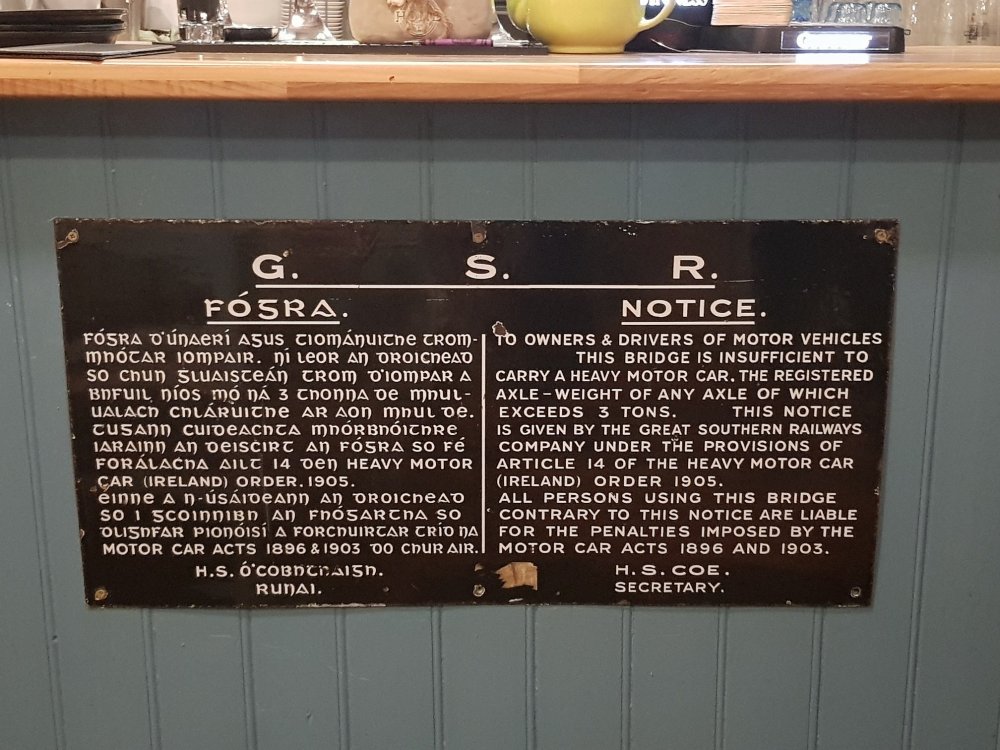 G. S. R.
FÓGRA.
FÓGRA D'ÚNAERÍ AGUS TIOMÁNUITHE TROM-
MHÓTAR IOMPAIR. NÍ LEOR AN DROICHEAD
SO CHUN GLUAISTEÁN TROM D'IOMPAR A
BHFUIL NÍOS MÓ NÁ 3 THONNA DE MHUL-
UALACH CHLÁRUITHE AR AON MHUL DE.
TUGANN CUIDEACHTA MHÓRBHÓITHRE
IARAINN AN DEISCIRT AN FÓGRA SO FÉ
FORÁLACHA AILT 14 DEN HEAVY MOTOR
CAR (IRELAND) ORDER. 1905.
ÉINNE A N-ÚSÁIDEANN AN DROICHEAD
SO I GCOINNIBH AN FHÓGARTHA SO
DLIGHFAR PIONÓISÍ A FORCHUIRTAR TRÍD NA
MOTOR CAR ACTS 1896 & 1903 DO CHUR AIR.
H.S. Ó'COBHTHAIGH.
RUNAI.
NOTICE.
TO OWNERS & DRIVERS OF MOTOR VEHICLES
THIS BRIDGE IS INSUFFICIENT TO
CARRY A HEAVY MOTOR CAR. THE REGISTERED
AXLE-WEIGHT OF ANY AXLE OF WHICH
EXCEEDS 3 TONS. THIS NOTICE
IS GIVEN BY THE GREAT SOUTHERN RAILWAYS
COMPANY UNDER THE PROVISIONS OF
ARTICLE 14 OF THE HEAVY MOTOR CAR
(IRELAND) ORDER 1905.
ALL PERSONS USING THIS BRIDGE
CONTRARY TO THIS NOTICE ARE LIABLE
FOR THE PENALTIES IMPOSED BY THE
MOTOR CAR ACTS 1896 AND 1903.
H. S. COE.
SECRETARY.